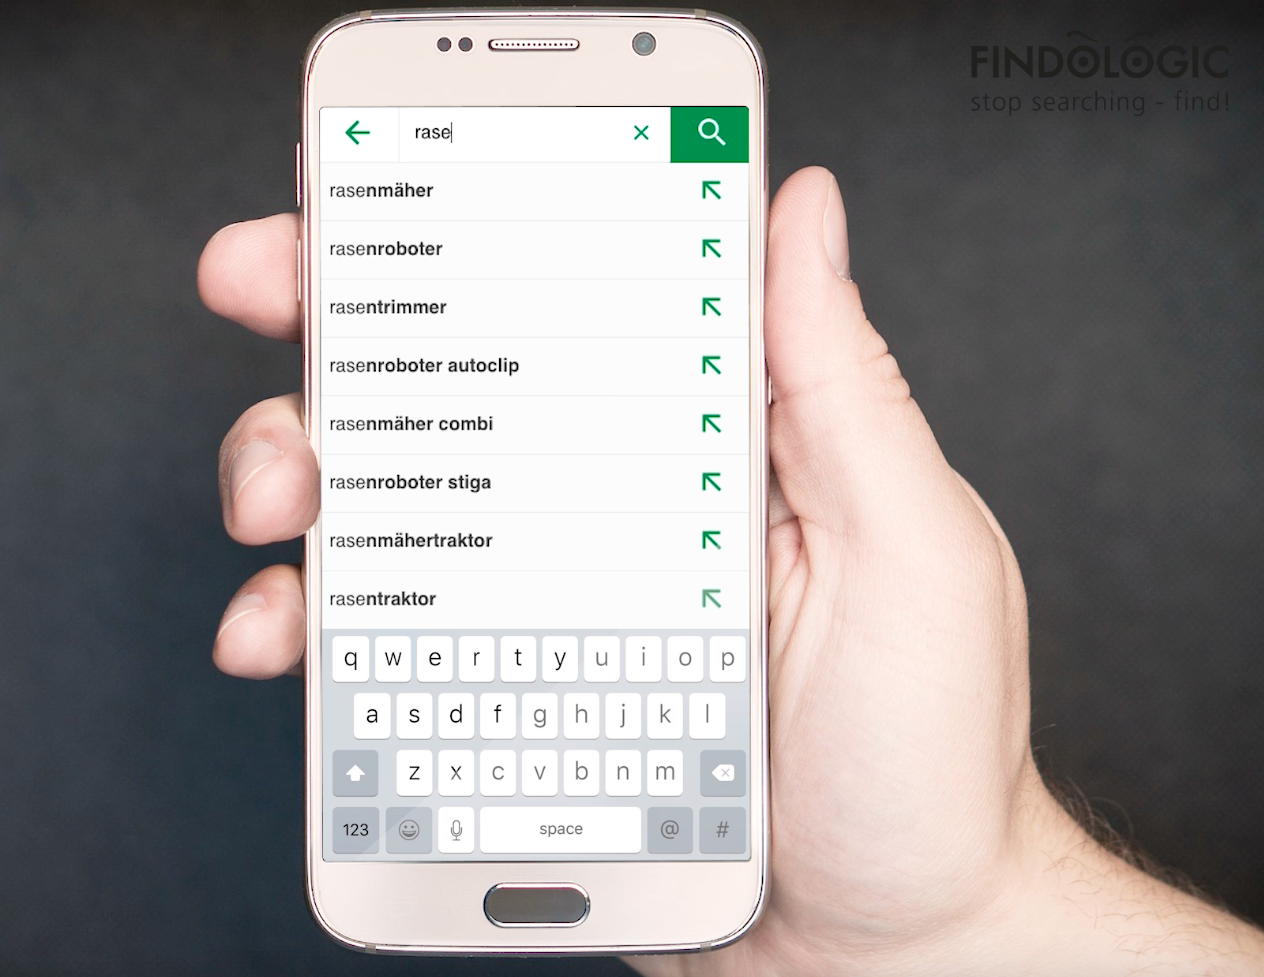 FINDOLOGIC
stop searching - find!
rase
rasenmäher
rasenroboter
rasentrimmer
rasenroboter autoclip
rasenmäher combi
rasenroboter stiga
rasenmähertraktor
rasentraktor
q w e r t y u i o p
a s d f g h j k l
z x c v b n m
123 space @ #